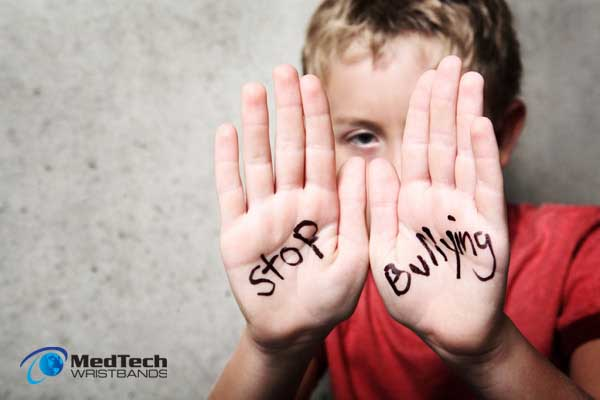 Stop
Bullying
MedTech
WRISTBANDS